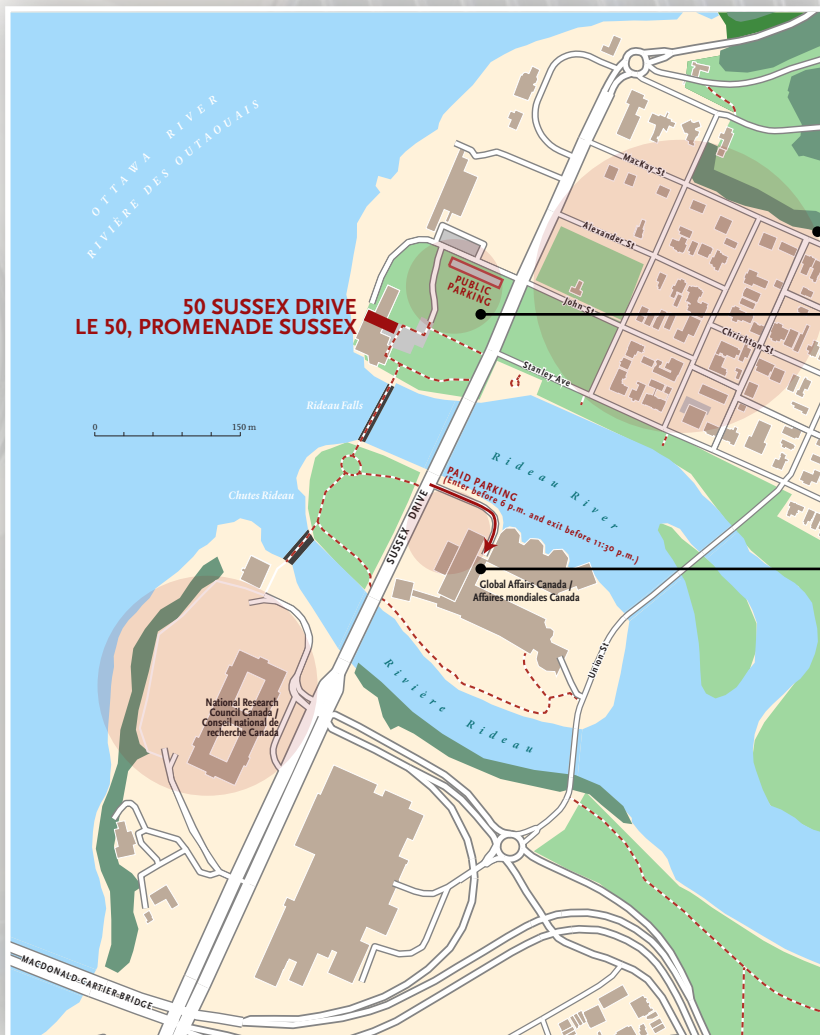 OTTAWA RIVER
RIVIÈRE DES OUTAOUAIS
MacKay St
Alexander St
PUBLIC
PARKING
John St
50 SUSSEX DRIVE
LE 50, PROMENADE SUSSEX
Chrichton St
Stanley Ave
Rideau Falls
0 150 m
Rideau River
PAID PARKING
(Enter before 6 p.m. and exit before 11:30 p.m.)
Chutes Rideau
SUSSEX DRIVE
Global Affairs Canada /
Affaires mondiales Canada
Union St
Rivière Rideau
National Research
Council Canada /
Conseil national de
recherche Canada
MACDONALD-CARTIER BRIDGE